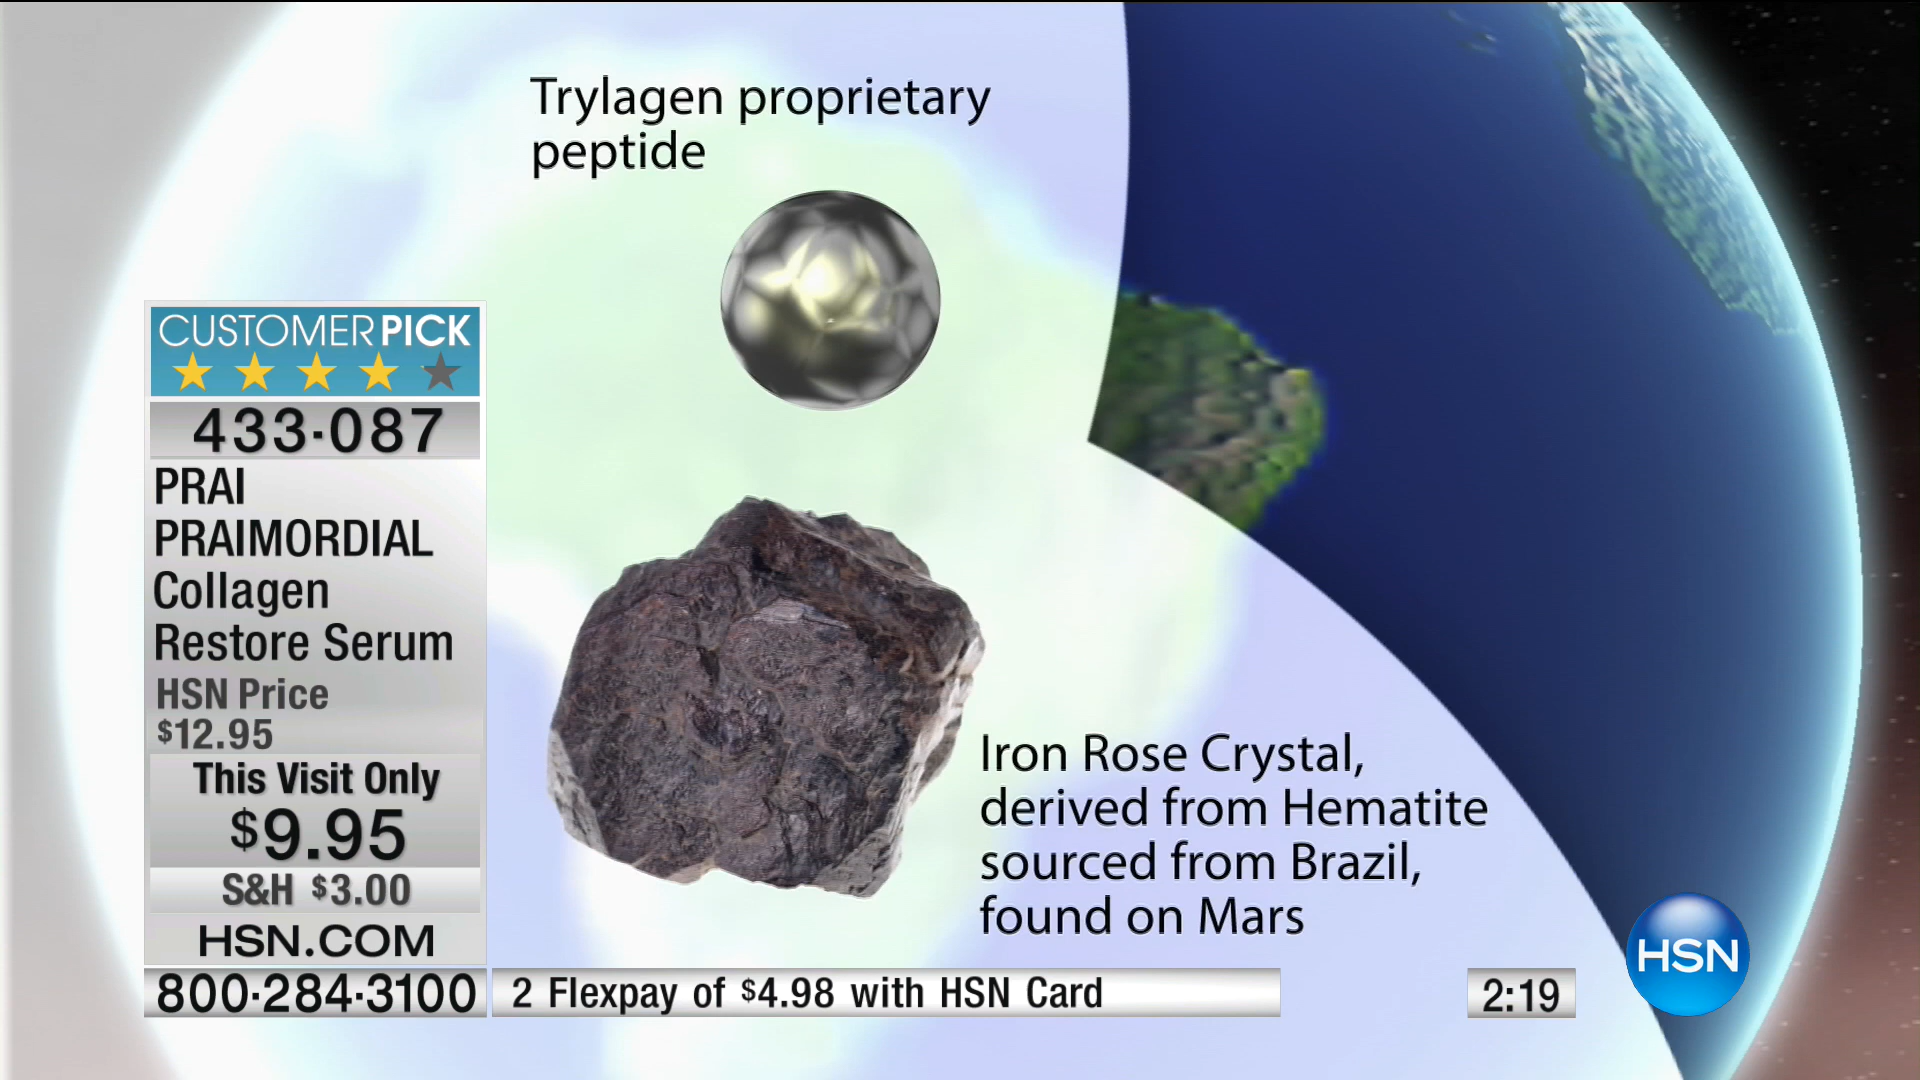 Trylagen proprietary
peptide
CUSTOMER PICK
433·087
PRAI
PRAIMORDIAL
Collagen
Restore Serum
HSN Price
$12.95
This Visit Only
$9.95
S&H $3.00
HSN.COM
800·284·3100
Iron Rose Crystal,
derived from Hematite
sourced from Brazil,
found on Mars
2 Flexpay of $4.98 with HSN Card
2:19
HSN